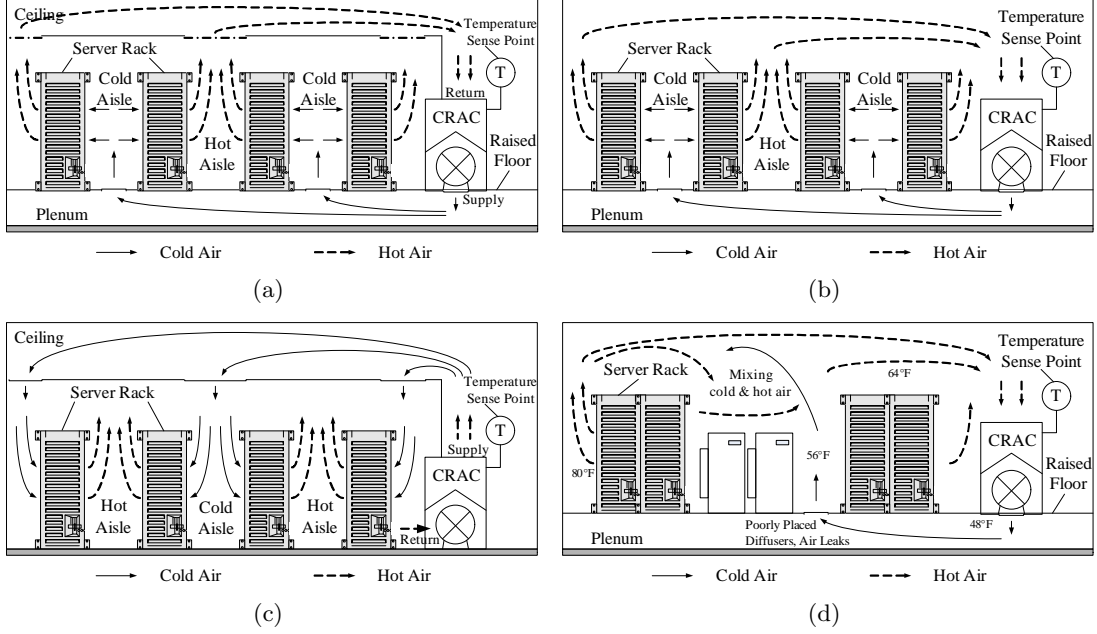 Ceiling
Temperature
Sense Point
Server Rack
T
Cold
Aisle
Cold
Aisle
Return
CRAC
Hot
Aisle
Raised
Floor
Supply
Plenum
Cold Air
Hot Air
(a)
Temperature
Sense Point
Server Rack
T
Cold
Aisle
Cold
Aisle
CRAC
Hot
Aisle
Raised
Floor
Plenum
Cold Air
Hot Air
(b)
Ceiling
Temperature
Sense Point
Server Rack
T
Supply
CRAC
Hot
Aisle
Cold
Aisle
Hot
Aisle
Return
Cold Air
Hot Air
(c)
Temperature
Sense Point
Server Rack
Mixing
cold & hot air
64°F
T
CRAC
56°F
80°F
Raised
Floor
Poorly Placed
Diffusers, Air Leaks
48°F
Plenum
Cold Air
Hot Air
(d)